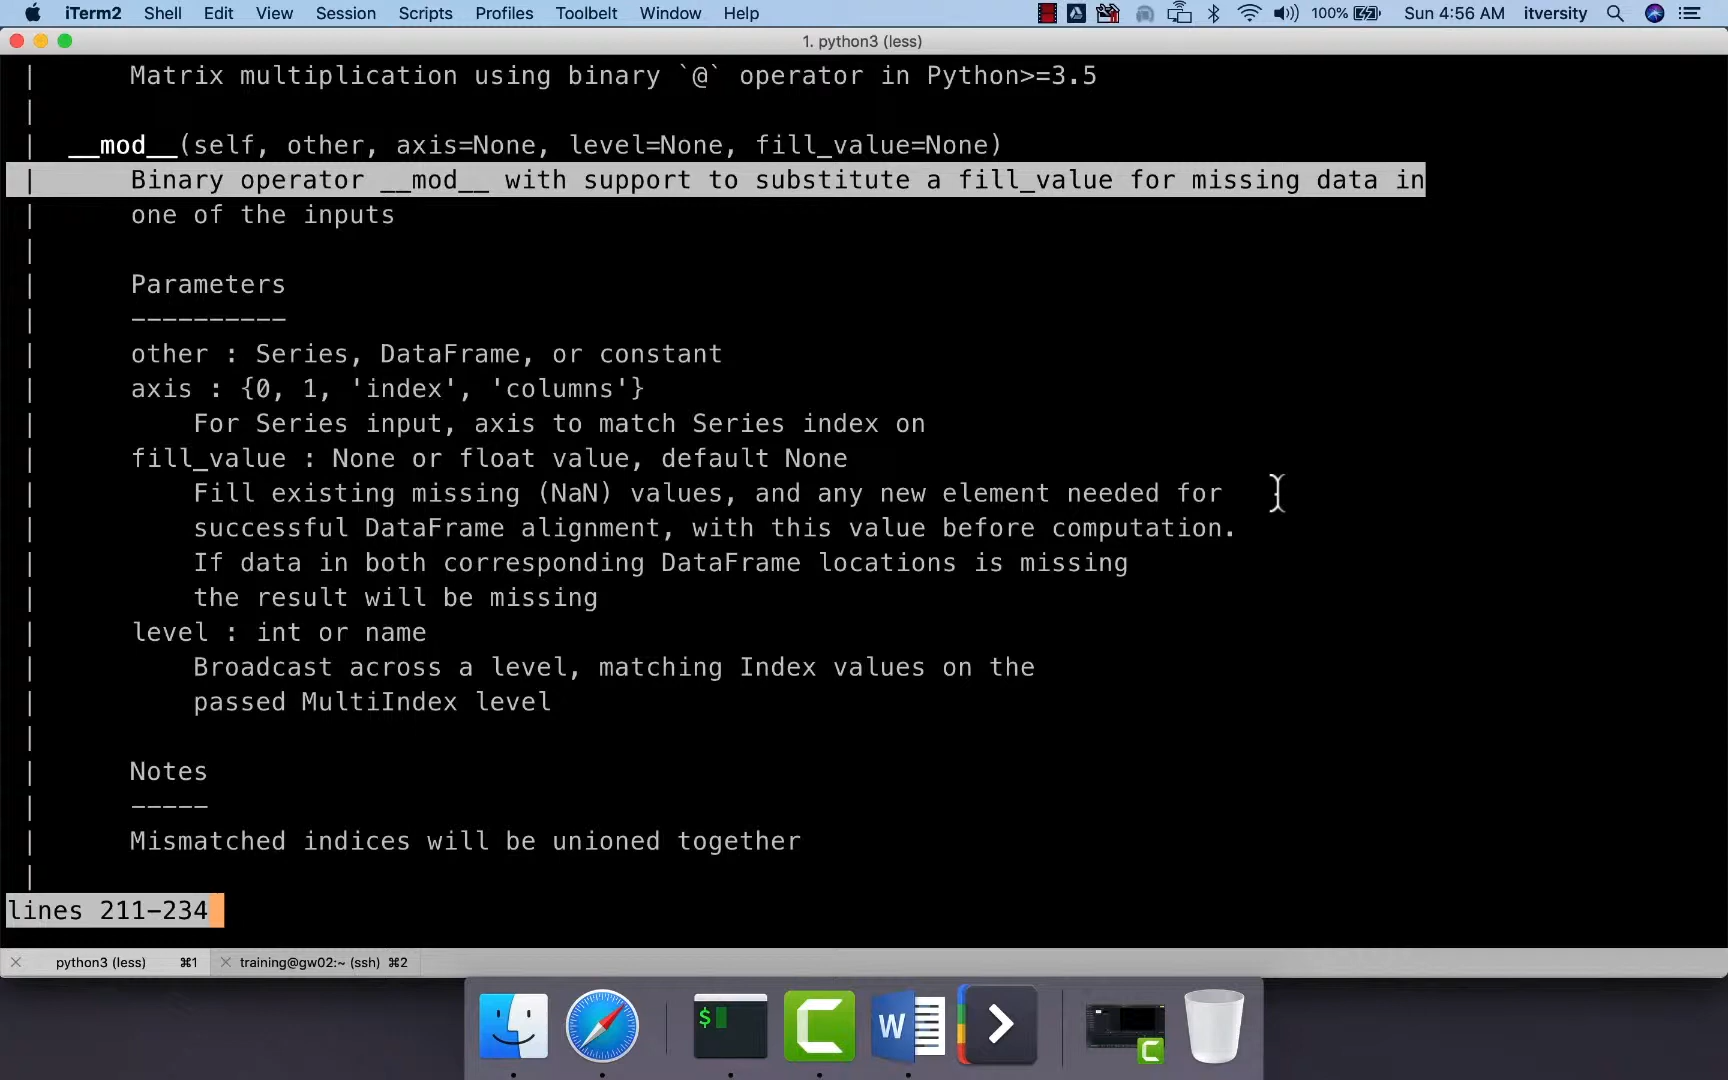 iTerm2 Shell Edit View Session Scripts Profiles Toolbelt Window Help 100% Sun 4:56 AM itversity
1. python3 (less)
| Matrix multiplication using binary `@` operator in Python>=3.5
|
| __mod__(self, other, axis=None, level=None, fill_value=None)
| Binary operator __mod__ with support to substitute a fill_value for missing data in
| one of the inputs
|
| Parameters
| ----------
| other : Series, DataFrame, or constant
| axis : {0, 1, 'index', 'columns'}
| For Series input, axis to match Series index on
| fill_value : None or float value, default None
| Fill existing missing (NaN) values, and any new element needed for
| successful DataFrame alignment, with this value before computation.
| If data in both corresponding DataFrame locations is missing
| the result will be missing
| level : int or name
| Broadcast across a level, matching Index values on the
| passed MultiIndex level
|
| Notes
| -----
| Mismatched indices will be unioned together
|
lines 211-234
python3 (less) ⌘1 training@gw02:~ (ssh) ⌘2
$
W